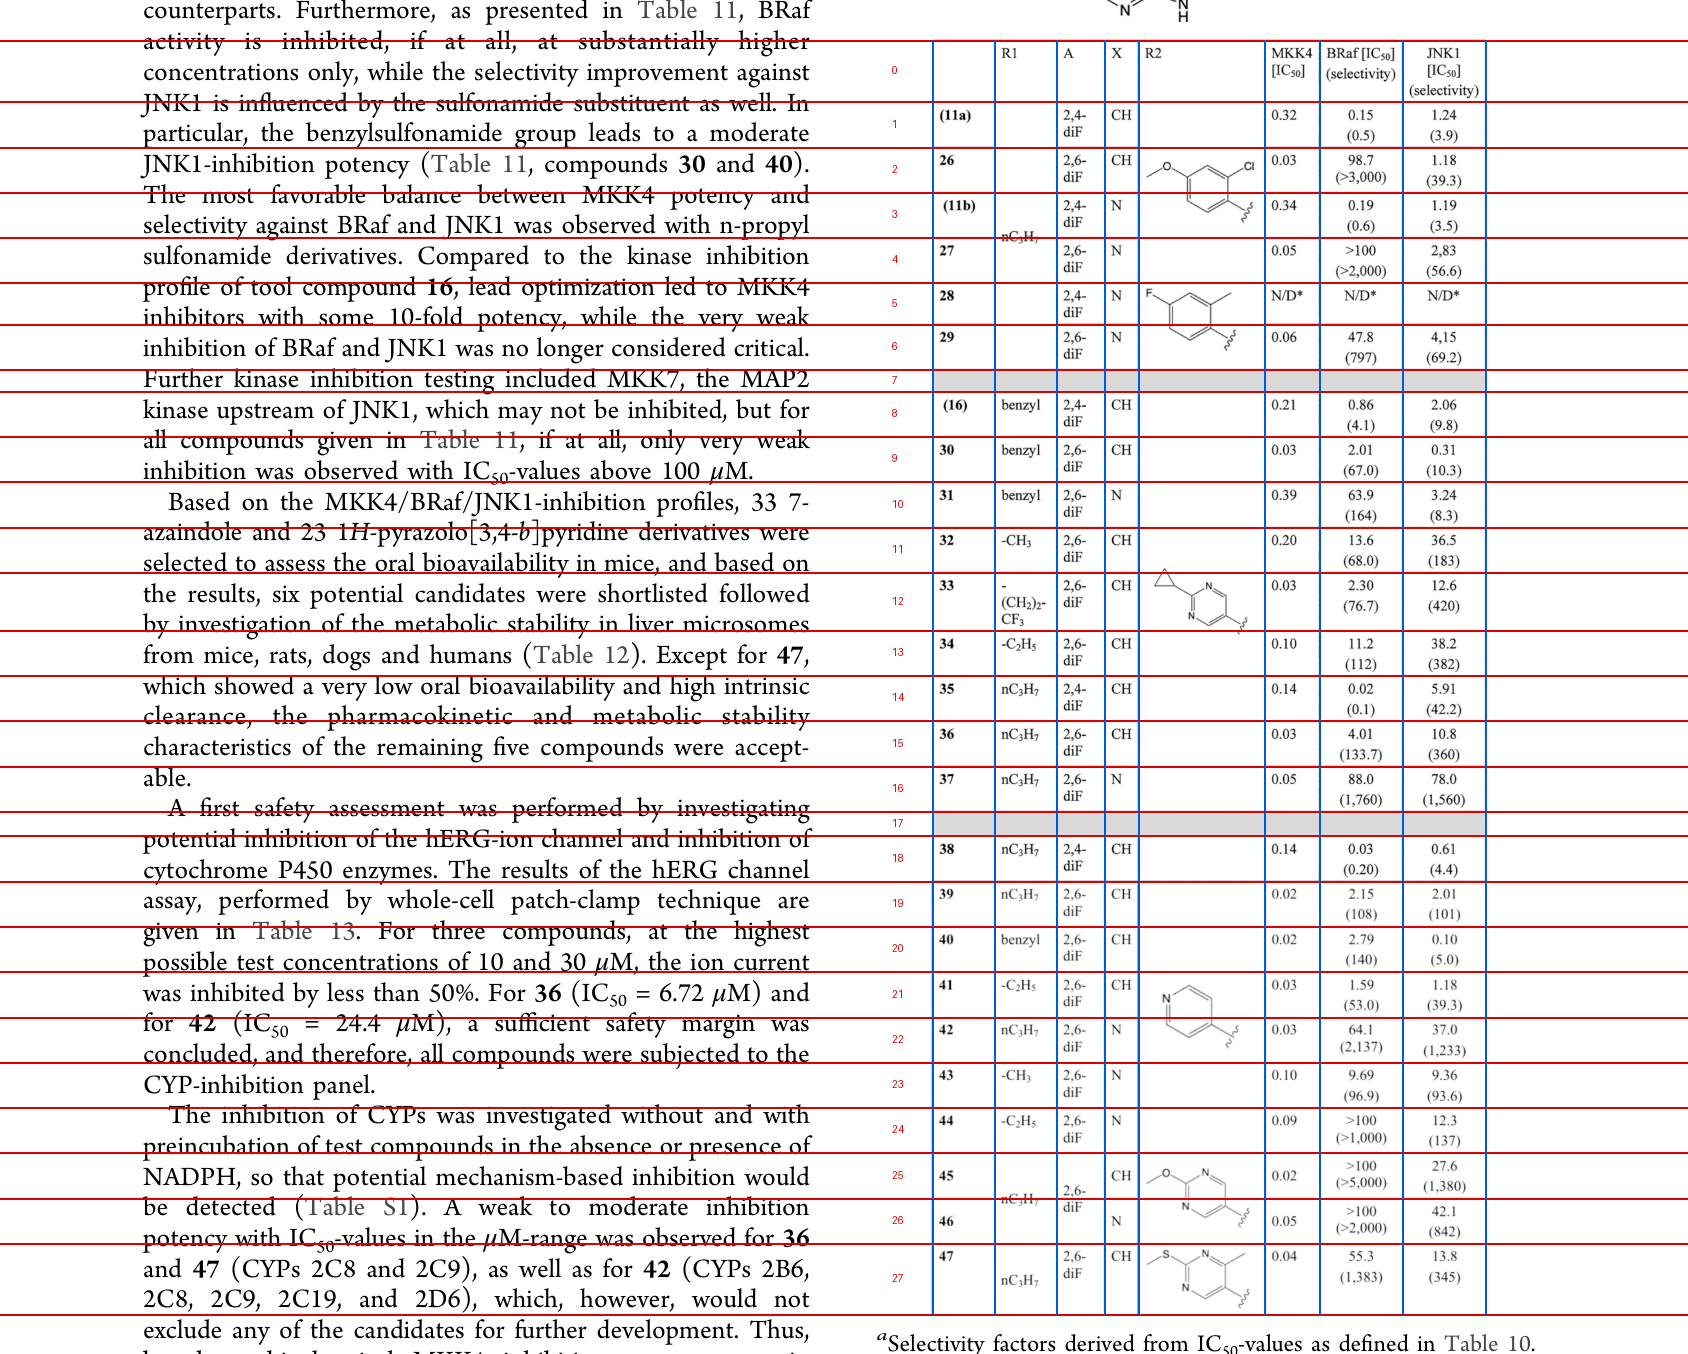 counterparts. Furthermore, as presented in Table 11, BRaf
activity is inhibited, if at all, at substantially higher
concentrations only, while the selectivity improvement against
JNK1 is influenced by the sulfonamide substituent as well. In
particular, the benzylsulfonamide group leads to a moderate
JNK1-inhibition potency (Table 11, compounds 30 and 40).
The most favorable balance between MKK4 potency and
selectivity against BRaf and JNK1 was observed with n-propyl
sulfonamide derivatives. Compared to the kinase inhibition
profile of tool compound 16, lead optimization led to MKK4
inhibitors with some 10-fold potency, while the very weak
inhibition of BRaf and JNK1 was no longer considered critical.
Further kinase inhibition testing included MKK7, the MAP2
kinase upstream of JNK1, which may not be inhibited, but for
all compounds given in Table 11, if at all, only very weak
inhibition was observed with IC50-values above 100 μM.
Based on the MKK4/BRaf/JNK1-inhibition profiles, 33 7-
azaindole and 23 1H-pyrazolo[3,4-b]pyridine derivatives were
selected to assess the oral bioavailability in mice, and based on
the results, six potential candidates were shortlisted followed
by investigation of the metabolic stability in liver microsomes
from mice, rats, dogs and humans (Table 12). Except for 47,
which showed a very low oral bioavailability and high intrinsic
clearance, the pharmacokinetic and metabolic stability
characteristics of the remaining five compounds were accept-
able.
A first safety assessment was performed by investigating
potential inhibition of the hERG-ion channel and inhibition of
cytochrome P450 enzymes. The results of the hERG channel
assay, performed by whole-cell patch-clamp technique are
given in Table 13. For three compounds, at the highest
possible test concentrations of 10 and 30 μM, the ion current
was inhibited by less than 50%. For 36 (IC50 = 6.72 μM) and
for 42 (IC50 = 24.4 μM), a sufficient safety margin was
concluded, and therefore, all compounds were subjected to the
CYP-inhibition panel.
The inhibition of CYPs was investigated without and with
preincubation of test compounds in the absence or presence of
NADPH, so that potential mechanism-based inhibition would
be detected (Table S1). A weak to moderate inhibition
potency with IC50-values in the μM-range was observed for 36
and 47 (CYPs 2C8 and 2C9), as well as for 42 (CYPs 2B6,
2C8, 2C9, 2C19, and 2D6), which, however, would not
exclude any of the candidates for further development. Thus,
N N
H
R1 A X R2 MKK4 BRaf [IC50] JNK1
0 [IC50] (selectivity) [IC50]
(selectivity)
1 (11a) 2,4- CH 0.32 0.15 1.24
diF (0.5) (3.9)
2 26 2,6- CH O Cl 0.03 98.7 1.18
diF (>3,000) (39.3)
3 (11b) 2,4- N 0.34 0.19 1.19
diF (0.6) (3.5)
nC3H7
4 27 2,6- N 0.05 >100 2,83
diF (>2,000) (56.6)
5 28 2,4- N F N/D* N/D* N/D*
diF
6 29 2,6- N 0.06 47.8 4,15
diF (797) (69.2)
7
8 (16) benzyl 2,4- CH 0.21 0.86 2.06
diF (4.1) (9.8)
9 30 benzyl 2,6- CH 0.03 2.01 0.31
diF (67.0) (10.3)
10 31 benzyl 2,6- N 0.39 63.9 3.24
diF (164) (8.3)
11 32 -CH3 2,6- CH 0.20 13.6 36.5
diF (68.0) (183)
12 33 - 2,6- CH N 0.03 2.30 12.6
(CH2)2- diF N (76.7) (420)
CF3
13 34 -C2H5 2,6- CH 0.10 11.2 38.2
diF (112) (382)
14 35 nC3H7 2,4- CH 0.14 0.02 5.91
diF (0.1) (42.2)
15 36 nC3H7 2,6- CH 0.03 4.01 10.8
diF (133.7) (360)
16 37 nC3H7 2,6- N 0.05 88.0 78.0
diF (1,760) (1,560)
17
18 38 nC3H7 2,4- CH 0.14 0.03 0.61
diF (0.20) (4.4)
19 39 nC3H7 2,6- CH 0.02 2.15 2.01
diF (108) (101)
20 40 benzyl 2,6- CH 0.02 2.79 0.10
diF (140) (5.0)
21 41 -C2H5 2,6- CH N 0.03 1.59 1.18
diF (53.0) (39.3)
22 42 nC3H7 2,6- N 0.03 64.1 37.0
diF (2,137) (1,233)
23 43 -CH3 2,6- N 0.10 9.69 9.36
diF (96.9) (93.6)
24 44 -C2H5 2,6- N 0.09 >100 12.3
diF (>1,000) (137)
25 45 CH O N 0.02 >100 27.6
(>5,000) (1,380)
nC3H7 2,6- N
diF
26 46 N 0.05 >100 42.1
(>2,000) (842)
27 47 2,6- CH S N 0.04 55.3 13.8
nC3H7 diF N (1,383) (345)
aSelectivity factors derived from IC50-values as defined in Table 10.